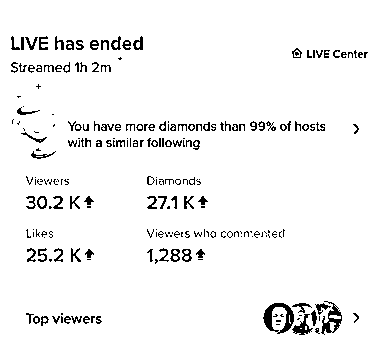 LIVE has ended
LIVE Center
Streamed 1h 2m
You have more diamonds than 99% of hosts
with a similar following
Viewers
Diamonds
30.2 K
27.1 K
Likes
Viewers who commented
25.2 K
1,288
Top viewers